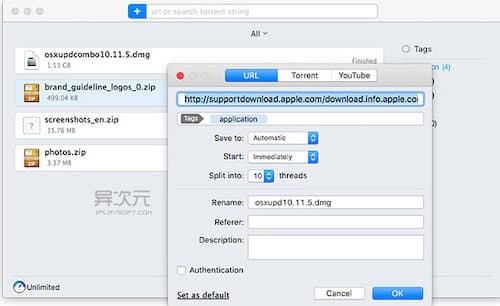 url or search torrent string
All
Tags
osxupdcombo10.11.5.dmg
1.53 GB
Finished
brand_guideline_logos_0.zip
499.04 KB
screenshots_en.zip
15.76 MB
photos.zip
3.37 MB
(4)
URL
Torrent
YouTube
http://supportdownload.apple.com/download.info.apple.co
Tags
application
Save to:
Automatic
Start:
Immediately
Split into:
10
threads
Rename:
osxupd10.11.5.dmg
Referer:
Description:
Authentication
Set as default
Cancel
OK
异次元
IPLAYSOFT.COM
Unlimited